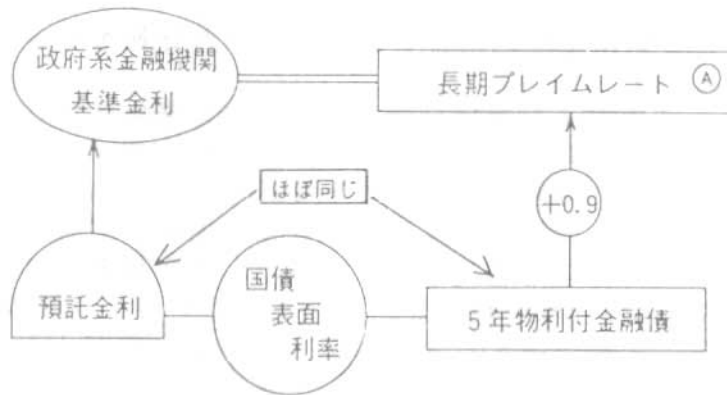 政府系金融機関
基準金利
長期プレイムレート Ⓐ
ほぼ同じ
+0.9
預託金利
国債
表面
利率
5年物利付金融債